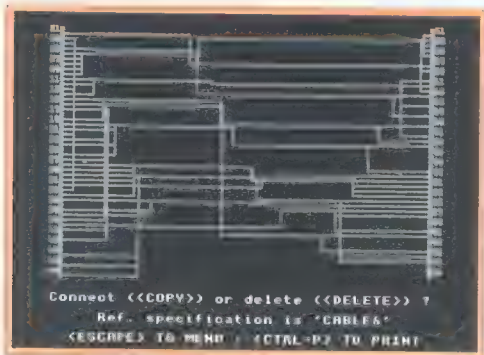 Connect <<COPY>> or delete <<DELETE>> ?
Ref. specification is 'CABLE6'
<ESCAPE> TO MENU : <CTRL-P> TO PRINT